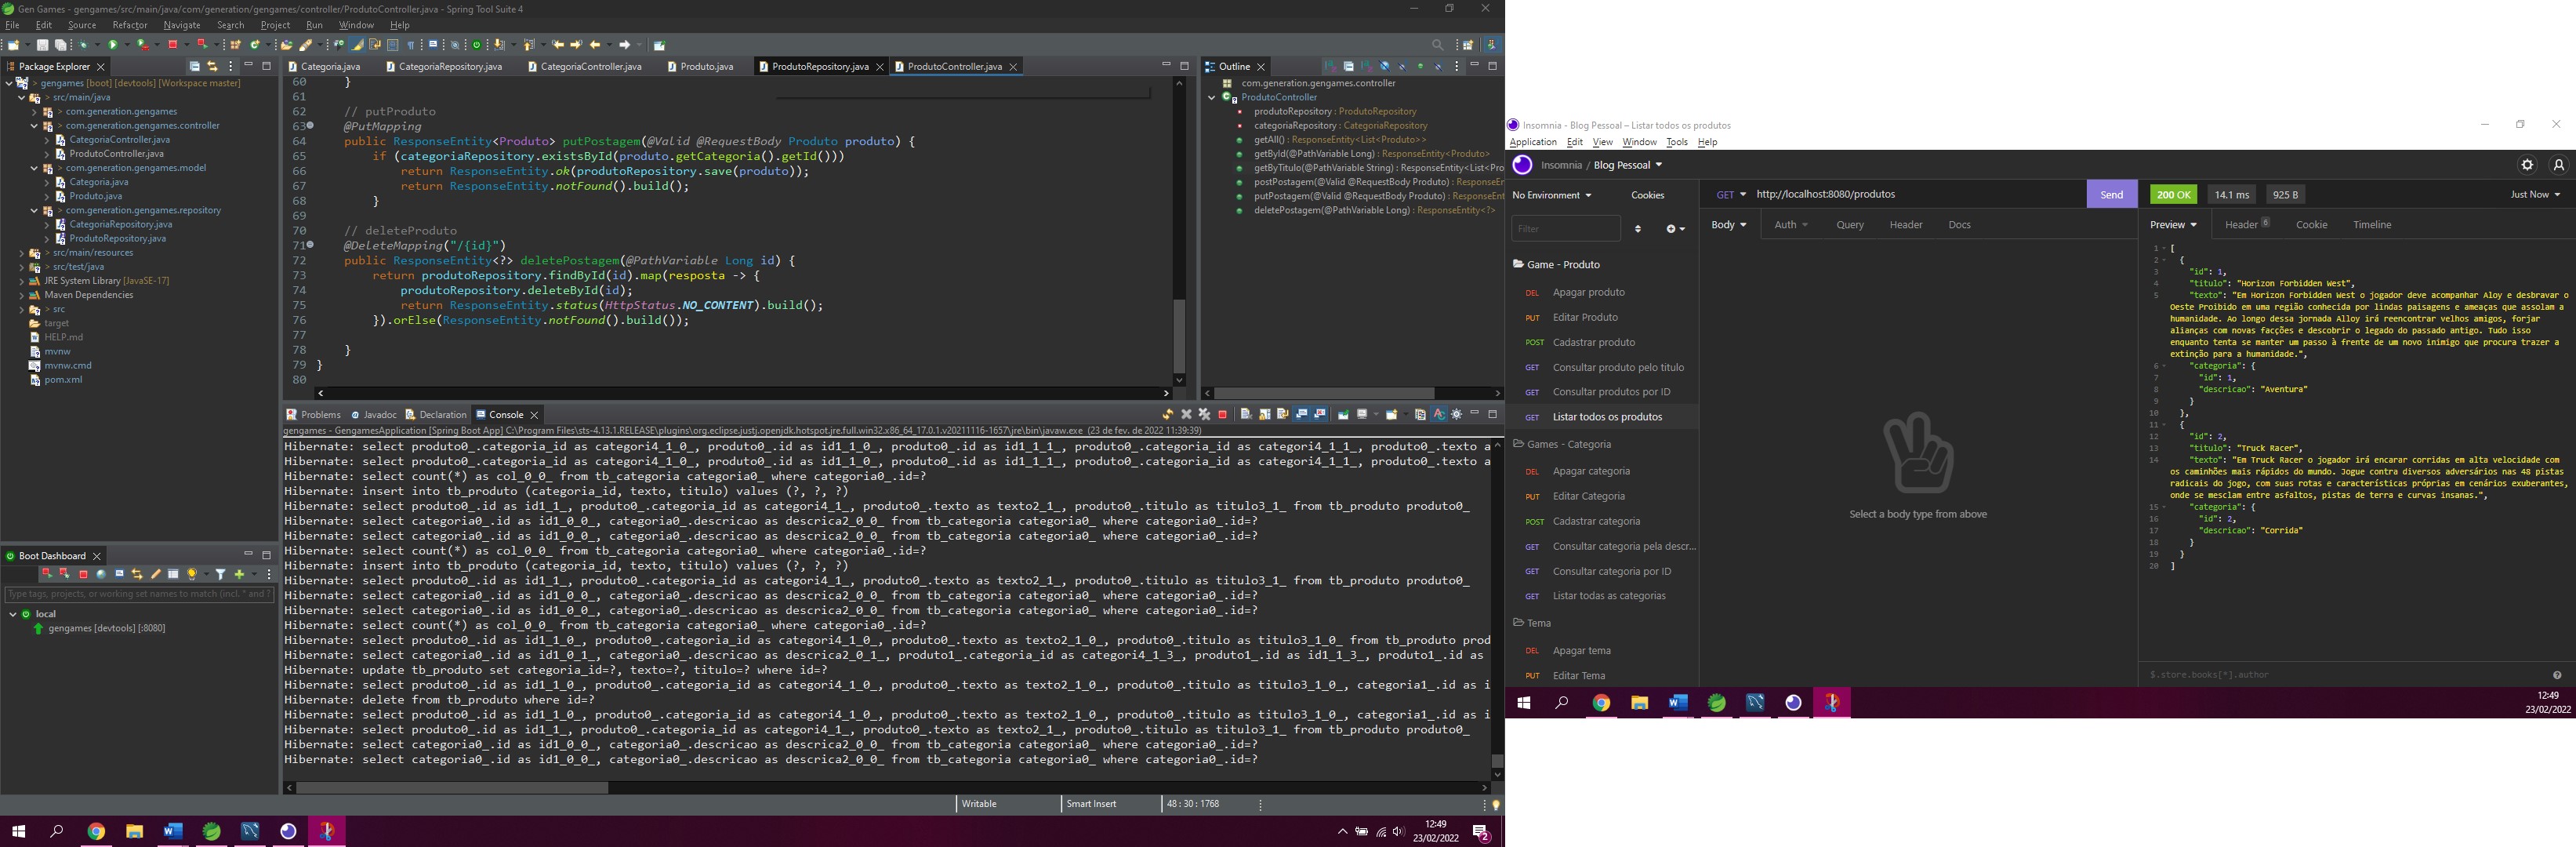 Gen Games - gengames/src/main/java/com/generation/gengames/controller/ProdutoController.java - Spring Tool Suite 4
File Edit Source Refactor Navigate Search Project Run Window Help
Package Explorer
> gengames [boot] [devtools] [Workspace master]
> src/main/java
> com.generation.gengames
> com.generation.gengames.controller
> CategoriaController.java
ProdutoController.java
> com.generation.gengames.model
> Categoria.java
> Produto.java
> com.generation.gengames.repository
> CategoriaRepository.java
> ProdutoRepository.java
> src/main/resources
> src/test/java
JRE System Library [JavaSE-17]
Maven Dependencies
> src
target
HELP.md
mvnw
mvnw.cmd
pom.xml
Boot Dashboard
Type tags, projects, or working set names to match (incl. * and ?
local
gengames [devtools] [:8080]
Categoria.java CategoriaRepository.java CategoriaController.java Produto.java ProdutoRepository.java ProdutoController.java
60 }
61
62 // putProduto
63 @PutMapping
64 public ResponseEntity<Produto> putPostagem(@Valid @RequestBody Produto produto) {
65 if (categoriaRepository.existsById(produto.getCategoria().getId()))
66 return ResponseEntity.ok(produtoRepository.save(produto));
67 return ResponseEntity.notFound().build();
68 }
69
70 // deleteProduto
71 @DeleteMapping("/{id}")
72 public ResponseEntity<?> deletePostagem(@PathVariable Long id) {
73 return produtoRepository.findById(id).map(resposta -> {
74 produtoRepository.deleteById(id);
75 return ResponseEntity.status(HttpStatus.NO_CONTENT).build();
76 }).orElse(ResponseEntity.notFound().build());
77
78 }
79 }
80
Outline
com.generation.gengames.controller
ProdutoController
produtoRepository : ProdutoRepository
categoriaRepository : CategoriaRepository
getAll() : ResponseEntity<List<Produto>>
getById(@PathVariable Long) : ResponseEntity<Produto>
getByTitulo(@PathVariable String) : ResponseEntity<List<Pro
postPostagem(@Valid @RequestBody Produto) : ResponseEn
putPostagem(@Valid @RequestBody Produto) : ResponseEnt
deletePostagem(@PathVariable Long) : ResponseEntity<?>
Problems Javadoc Declaration Console
gengames - GengamesApplication [Spring Boot App] C:\Program Files\sts-4.13.1.RELEASE\plugins\org.eclipse.justj.openjdk.hotspot.jre.full.win32.x86_64_17.0.1.v20211116-1657\jre\bin\javaw.exe (23 de fev. de 2022 11:39:39)
Hibernate: select produto0_.categoria_id as categori4_1_0_, produto0_.id as id1_1_0_, produto0_.id as id1_1_1_, produto0_.categoria_id as categori4_1_1_, produto0_.texto a
Hibernate: select produto0_.categoria_id as categori4_1_0_, produto0_.id as id1_1_0_, produto0_.id as id1_1_1_, produto0_.categoria_id as categori4_1_1_, produto0_.texto a
Hibernate: select count(*) as col_0_0_ from tb_categoria categoria0_ where categoria0_.id=?
Hibernate: insert into tb_produto (categoria_id, texto, titulo) values (?, ?, ?)
Hibernate: select produto0_.id as id1_1_, produto0_.categoria_id as categori4_1_, produto0_.texto as texto2_1_, produto0_.titulo as titulo3_1_ from tb_produto produto0_
Hibernate: select categoria0_.id as id1_0_0_, categoria0_.descricao as descrica2_0_0_ from tb_categoria categoria0_ where categoria0_.id=?
Hibernate: select categoria0_.id as id1_0_0_, categoria0_.descricao as descrica2_0_0_ from tb_categoria categoria0_ where categoria0_.id=?
Hibernate: select count(*) as col_0_0_ from tb_categoria categoria0_ where categoria0_.id=?
Hibernate: insert into tb_produto (categoria_id, texto, titulo) values (?, ?, ?)
Hibernate: select produto0_.id as id1_1_, produto0_.categoria_id as categori4_1_, produto0_.texto as texto2_1_, produto0_.titulo as titulo3_1_ from tb_produto produto0_
Hibernate: select categoria0_.id as id1_0_0_, categoria0_.descricao as descrica2_0_0_ from tb_categoria categoria0_ where categoria0_.id=?
Hibernate: select categoria0_.id as id1_0_0_, categoria0_.descricao as descrica2_0_0_ from tb_categoria categoria0_ where categoria0_.id=?
Hibernate: select count(*) as col_0_0_ from tb_categoria categoria0_ where categoria0_.id=?
Hibernate: select produto0_.id as id1_1_0_, produto0_.categoria_id as categori4_1_0_, produto0_.texto as texto2_1_0_, produto0_.titulo as titulo3_1_0_ from tb_produto prod
Hibernate: select categoria0_.id as id1_0_1_, categoria0_.descricao as descrica2_0_1_, produto1_.categoria_id as categori4_1_3_, produto1_.id as id1_1_3_, produto1_.id as
Hibernate: update tb_produto set categoria_id=?, texto=?, titulo=? where id=?
Hibernate: select produto0_.id as id1_1_0_, produto0_.categoria_id as categori4_1_0_, produto0_.texto as texto2_1_0_, produto0_.titulo as titulo3_1_0_, categoria1_.id as i
Hibernate: delete from tb_produto where id=?
Hibernate: select produto0_.id as id1_1_0_, produto0_.categoria_id as categori4_1_0_, produto0_.texto as texto2_1_0_, produto0_.titulo as titulo3_1_0_, categoria1_.id as i
Hibernate: select produto0_.id as id1_1_, produto0_.categoria_id as categori4_1_, produto0_.texto as texto2_1_, produto0_.titulo as titulo3_1_ from tb_produto produto0_
Hibernate: select categoria0_.id as id1_0_0_, categoria0_.descricao as descrica2_0_0_ from tb_categoria categoria0_ where categoria0_.id=?
Hibernate: select categoria0_.id as id1_0_0_, categoria0_.descricao as descrica2_0_0_ from tb_categoria categoria0_ where categoria0_.id=?
Writable Smart Insert 48 : 30 : 1768
12:49
23/02/2022
2
Insomnia - Blog Pessoal – Listar todos os produtos
Application Edit View Window Tools Help
Insomnia / Blog Pessoal
No Environment Cookies
Filter
Game - Produto
DEL Apagar produto
PUT Editar Produto
POST Cadastrar produto
GET Consultar produto pelo titulo
GET Consultar produtos por ID
GET Listar todos os produtos
Games - Categoria
DEL Apagar categoria
PUT Editar Categoria
POST Cadastrar categoria
GET Consultar categoria pela descr...
GET Consultar categoria por ID
GET Listar todas as categorias
Tema
DEL Apagar tema
PUT Editar Tema
GET http://localhost:8080/produtos Send
Body Auth Query Header Docs
Select a body type from above
200 OK 14.1 ms 925 B Just Now
Preview Header 6 Cookie Timeline
1 [
2 {
3 "id": 1,
4 "titulo": "Horizon Forbidden West",
5 "texto": "Em Horizon Forbidden West o jogador deve acompanhar Aloy e desbravar o
Oeste Proibido em uma região conhecida por lindas paisagens e ameaças que assolam a
humanidade. Ao longo dessa jornada Alloy irá reencontrar velhos amigos, forjar
alianças com novas facções e descobrir o legado do passado antigo. Tudo isso
enquanto tenta se manter um passo à frente de um novo inimigo que procura trazer a
extinção para a humanidade.",
6 "categoria": {
7 "id": 1,
8 "descricao": "Aventura"
9 }
10 },
11 {
12 "id": 2,
13 "titulo": "Truck Racer",
14 "texto": "Em Truck Racer o jogador irá encarar corridas em alta velocidade com
os caminhões mais rápidos do mundo. Jogue contra diversos adversários nas 48 pistas
radicais do jogo, com suas rotas e características próprias em cenários exuberantes,
onde se mesclam entre asfaltos, pistas de terra e curvas insanas.",
15 "categoria": {
16 "id": 2,
17 "descricao": "Corrida"
18 }
19 }
20 ]
$.store.books[*].author
12:49
23/02/2022